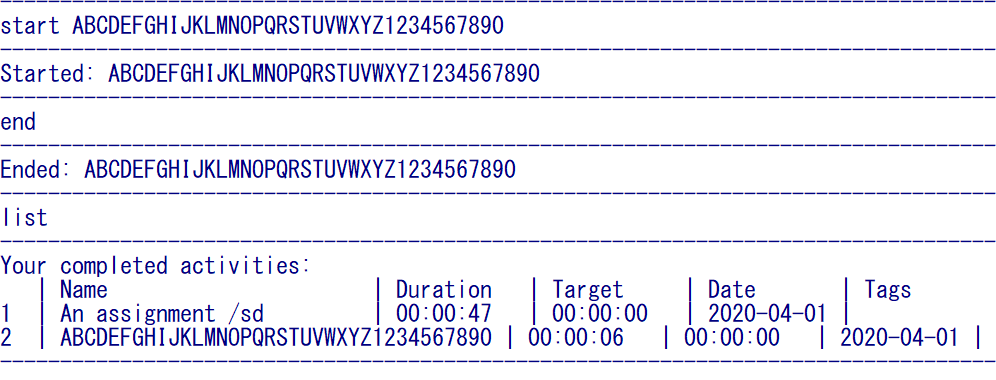 ------------------------------------------------------------------------------------
start ABCDEFGHIJKLMNOPQRSTUVWXYZ1234567890
------------------------------------------------------------------------------------
Started: ABCDEFGHIJKLMNOPQRSTUVWXYZ1234567890
------------------------------------------------------------------------------------
end
------------------------------------------------------------------------------------
Ended: ABCDEFGHIJKLMNOPQRSTUVWXYZ1234567890
------------------------------------------------------------------------------------
list
------------------------------------------------------------------------------------
Your completed activities:
   | Name                      | Duration   | Target     | Date       | Tags
1  | An assignment /sd         | 00:00:47   | 00:00:00   | 2020-04-01 |
2  | ABCDEFGHIJKLMNOPQRSTUVWXYZ1234567890 | 00:00:06   | 00:00:00   | 2020-04-01 |
------------------------------------------------------------------------------------